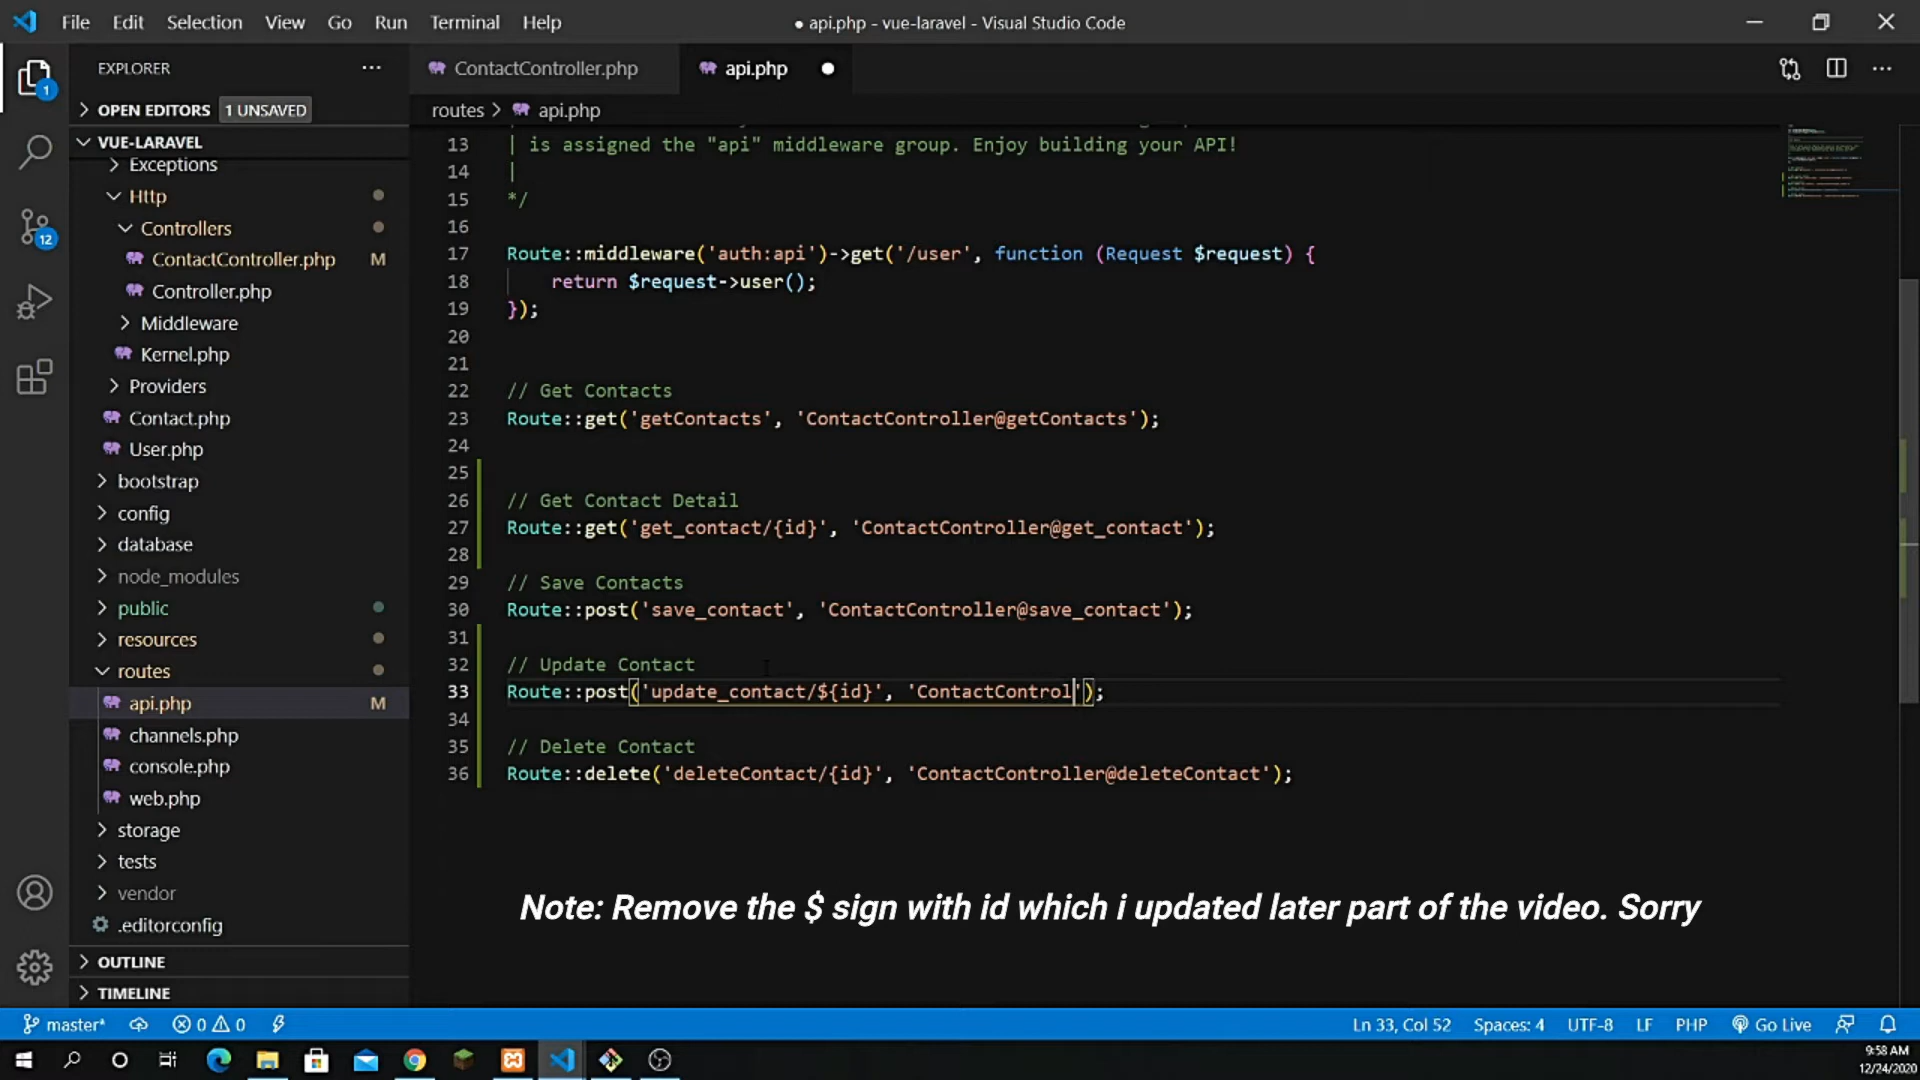 File Edit Selection View Go Run Terminal Help
● api.php - vue-laravel - Visual Studio Code
EXPLORER
OPEN EDITORS 1 UNSAVED
VUE-LARAVEL
Exceptions
Http
Controllers
ContactController.php M
Controller.php
Middleware
Kernel.php
Providers
Contact.php
User.php
bootstrap
config
database
node_modules
public
resources
routes
api.php M
channels.php
console.php
web.php
storage
tests
vendor
.editorconfig
OUTLINE
TIMELINE
1
12
ContactController.php api.php
routes > api.php
13 | is assigned the "api" middleware group. Enjoy building your API!
14 |
15 */
16
17 Route::middleware('auth:api')->get('/user', function (Request $request) {
18 return $request->user();
19 });
20
21
22 // Get Contacts
23 Route::get('getContacts', 'ContactController@getContacts');
24
25
26 // Get Contact Detail
27 Route::get('get_contact/{id}', 'ContactController@get_contact');
28
29 // Save Contacts
30 Route::post('save_contact', 'ContactController@save_contact');
31
32 // Update Contact
33 Route::post('update_contact/${id}', 'ContactControl');
34
35 // Delete Contact
36 Route::delete('deleteContact/{id}', 'ContactController@deleteContact');
Note: Remove the $ sign with id which i updated later part of the video. Sorry
master* 0 0 Ln 33, Col 52 Spaces: 4 UTF-8 LF PHP Go Live
9:58 AM
12/24/2020